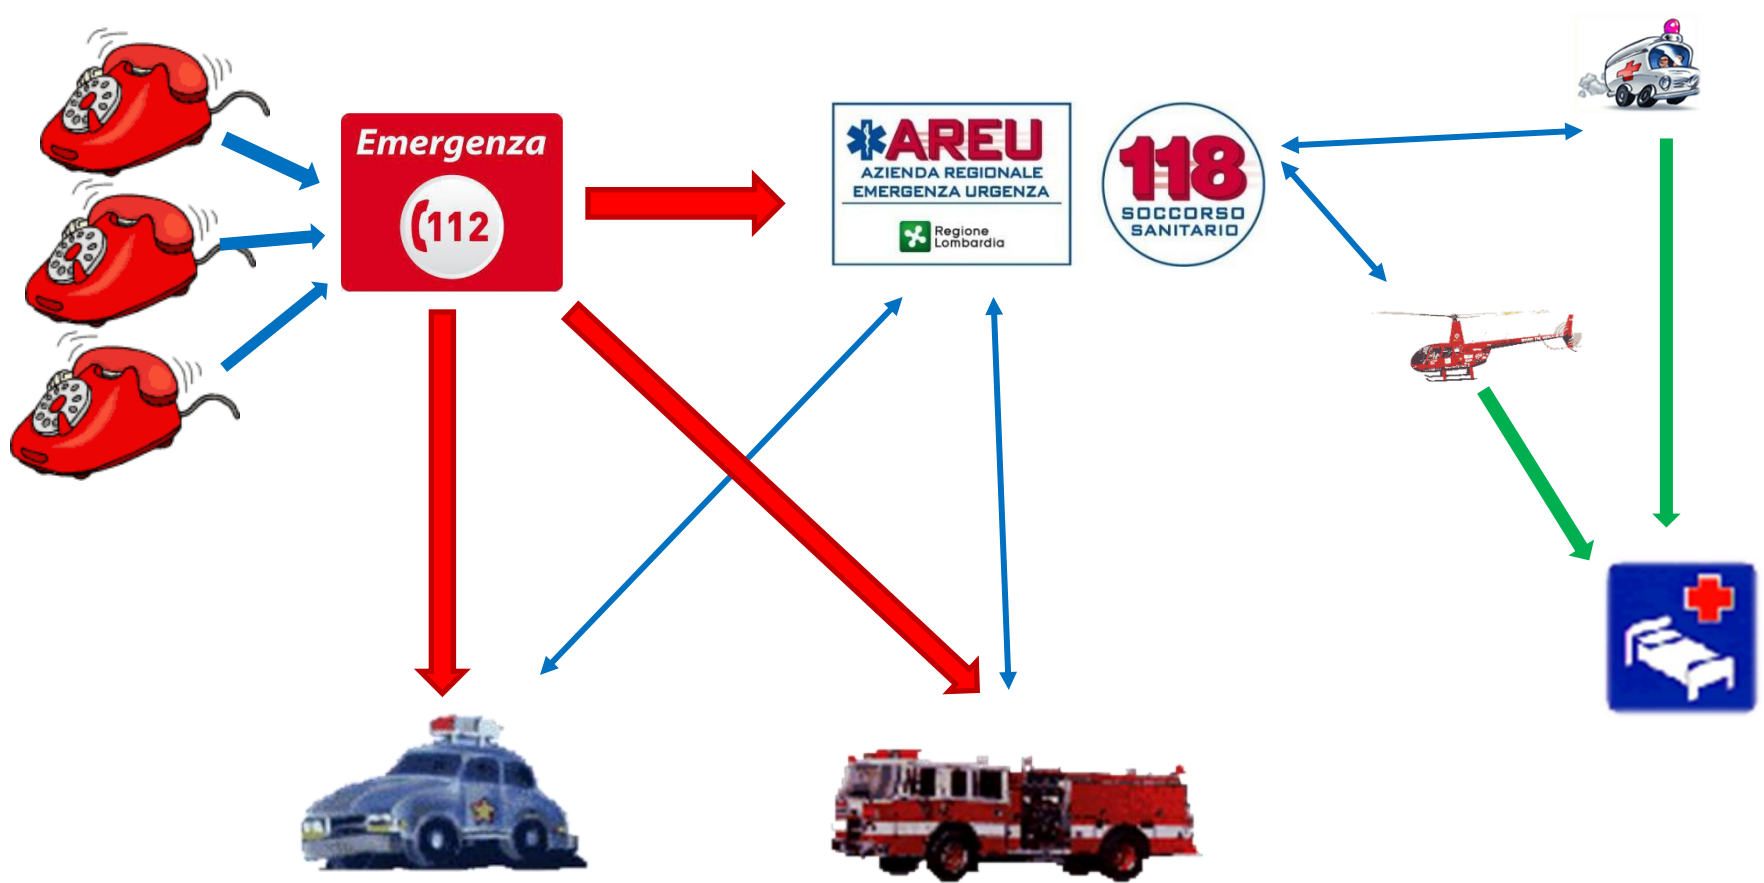 Emergenza
112
AREU
AZIENDA REGIONALE
EMERGENZA URGENZA
Regione
Lombardia
118
SOCCORSO
SANITARIO